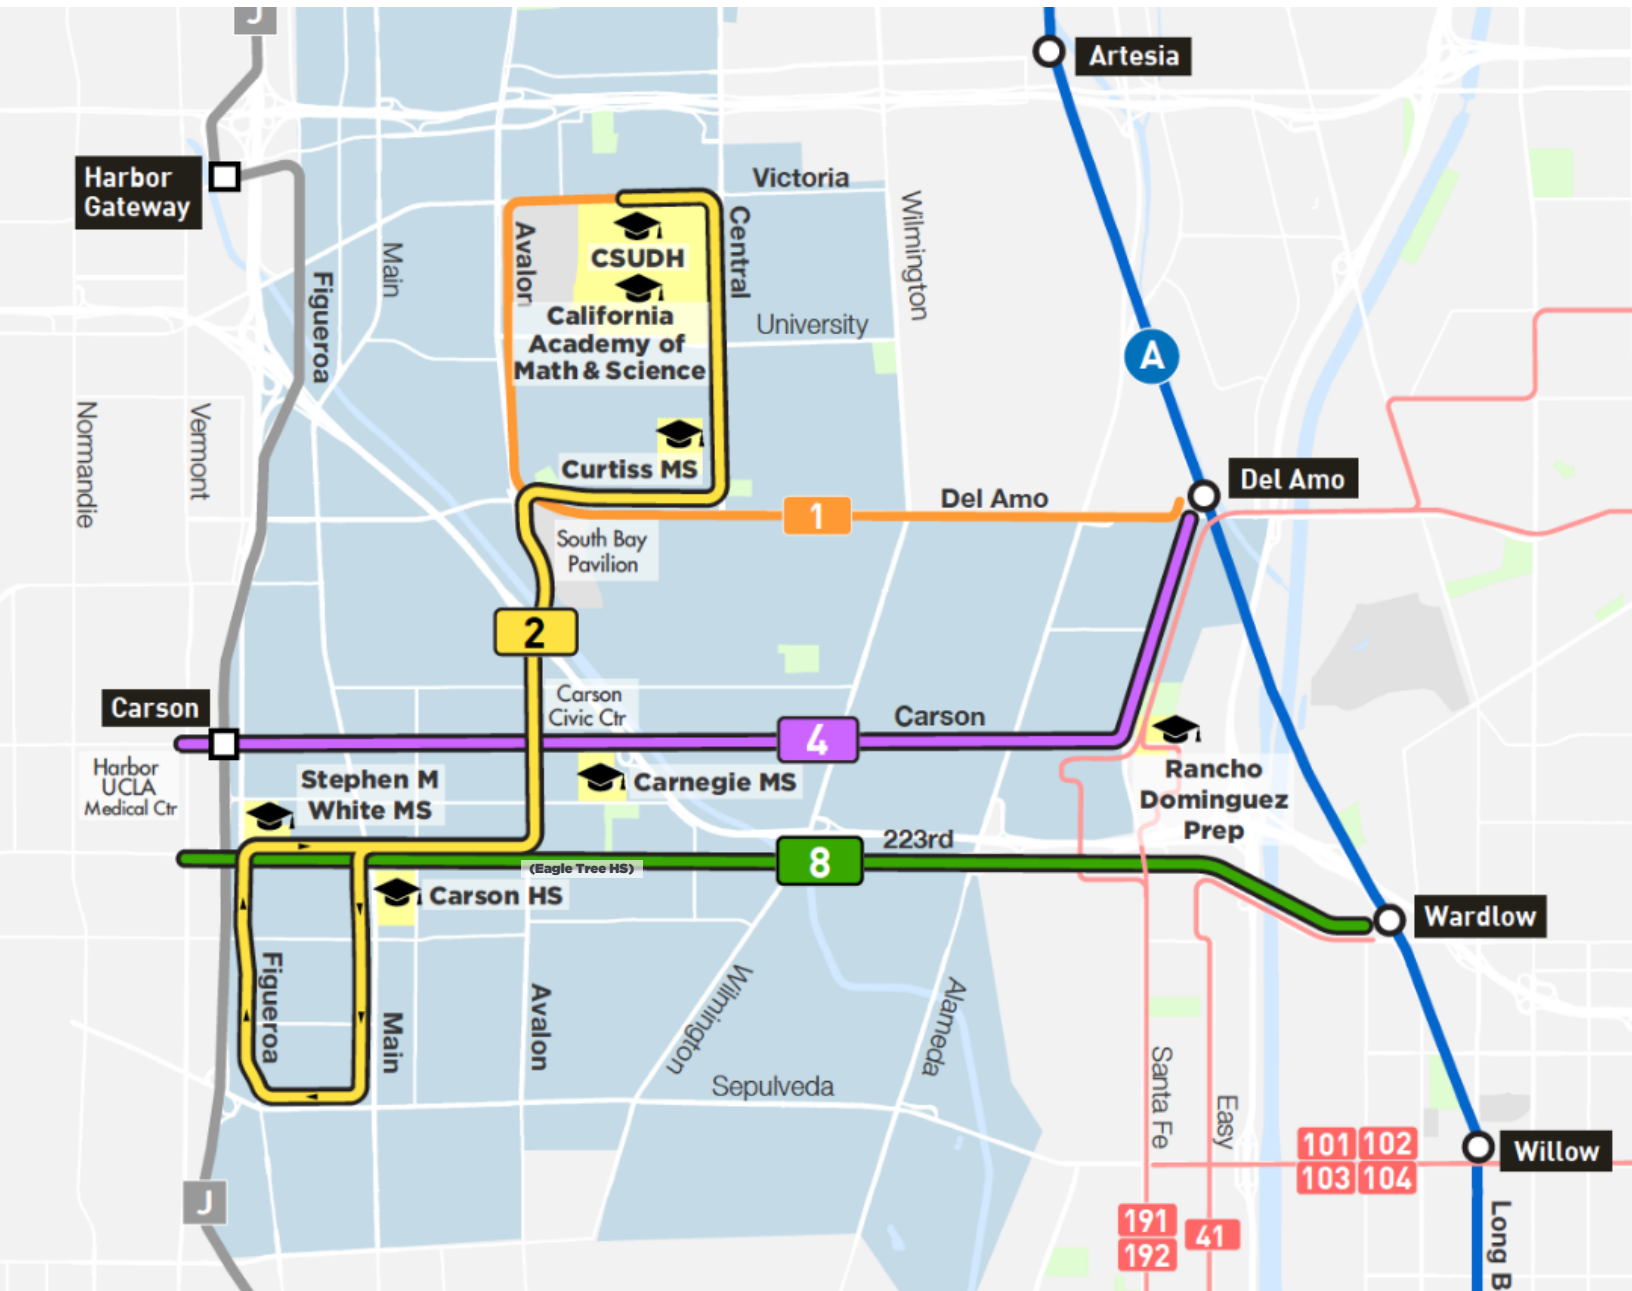 J
Artesia
Harbor
Gateway
Victoria
Central
Avalon
Wilmington
Main
Figueroa
CSUDH
California
Academy of
Math & Science
University
A
Normandie
Vermont
Curtiss MS
Del Amo
Del Amo
1
South Bay
Pavilion
2
Carson
Carson
Civic Ctr
Carson
4
Harbor
UCLA
Medical Ctr
Stephen M
White MS
Carnegie MS
Rancho
Dominguez
Prep
223rd
8
(Eagle Tree HS)
Carson HS
Wardlow
Figueroa
Main
Avalon
Wilmington
Alameda
Sepulveda
Santa Fe
Easy
101 102
103 104
Willow
J
191
192
41
Long B